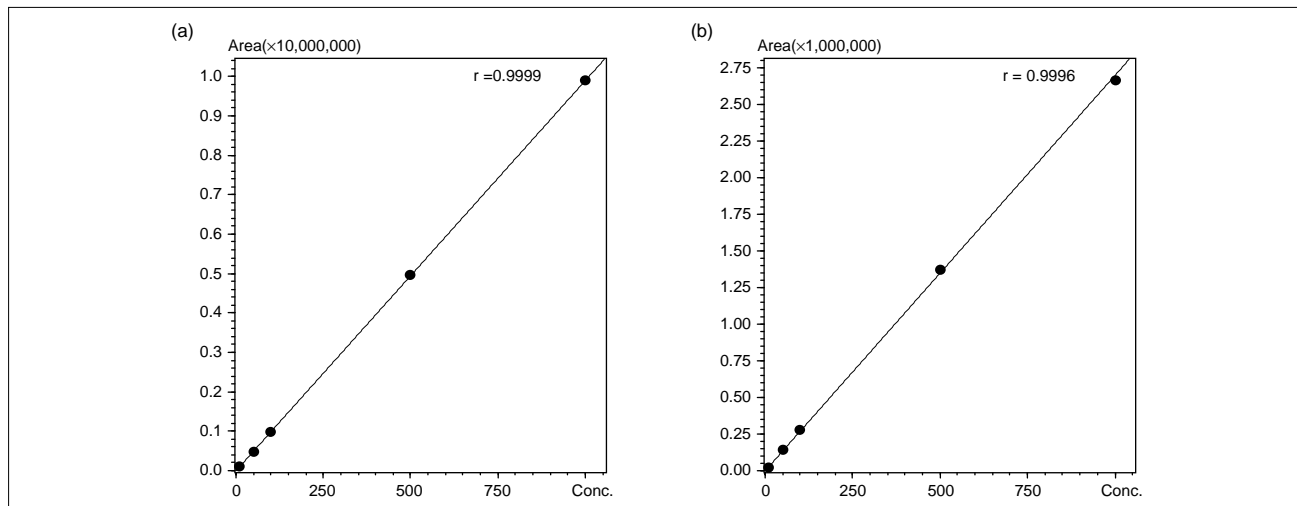 (a)
Area(×10,000,000)
r =0.9999
1.0
0.9
0.8
0.7
0.6
0.5
0.4
0.3
0.2
0.1
0.0
0 250 500 750 Conc.
(b)
Area(×1,000,000)
r = 0.9996
2.75
2.50
2.25
2.00
1.75
1.50
1.25
1.00
0.75
0.50
0.25
0.00
0 250 500 750 Conc.